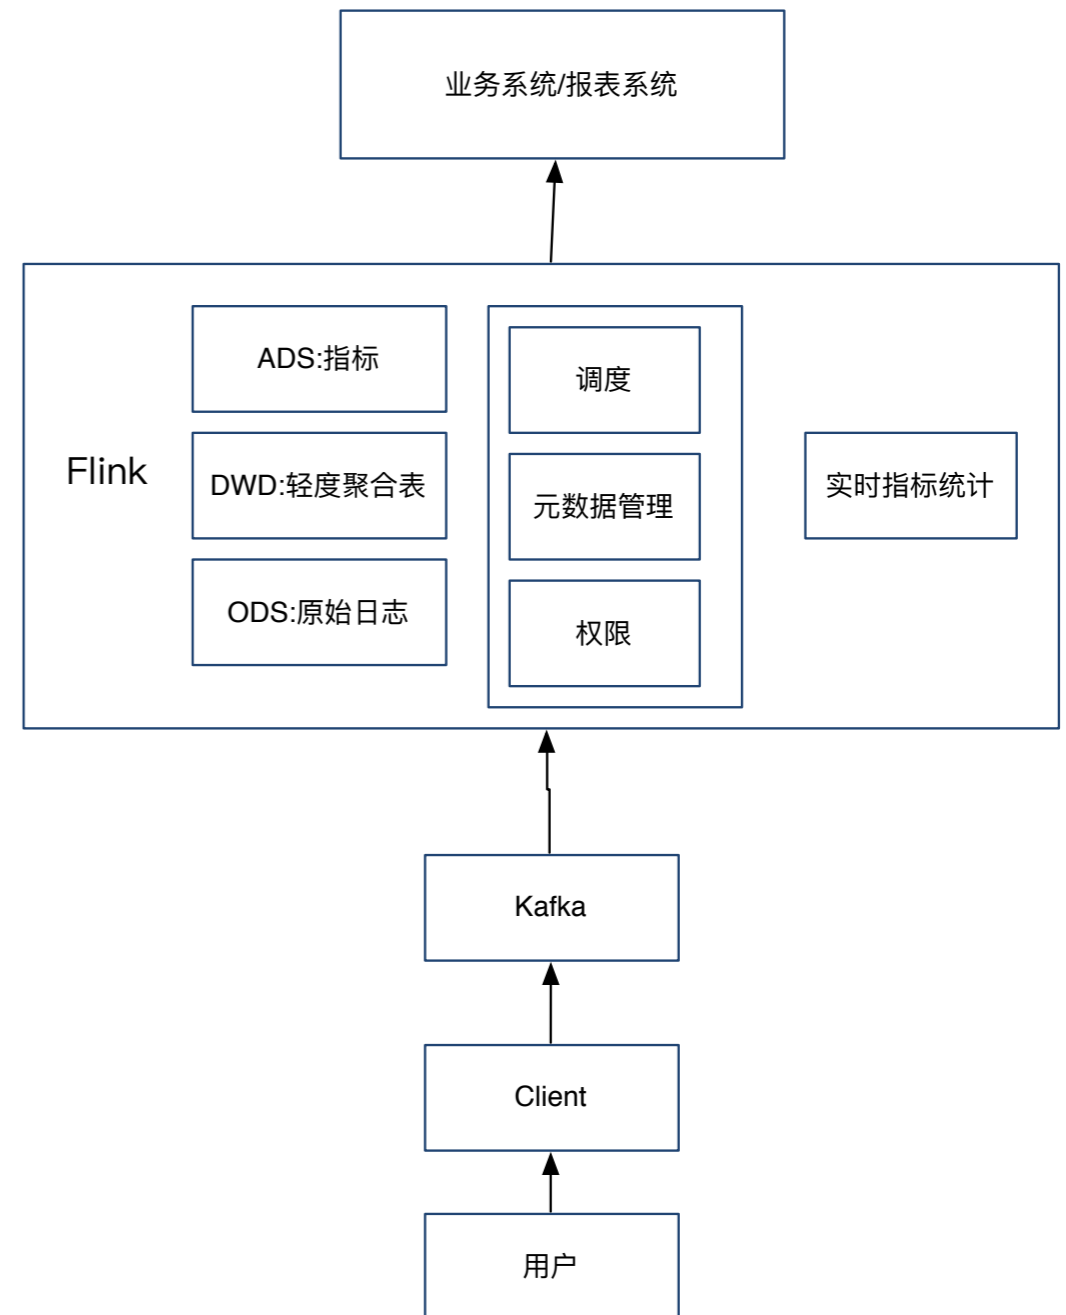 业务系统/报表系统
Flink
ADS:指标
DWD:轻度聚合表
ODS:原始日志
调度
元数据管理
权限
实时指标统计
Kafka
Client
用户